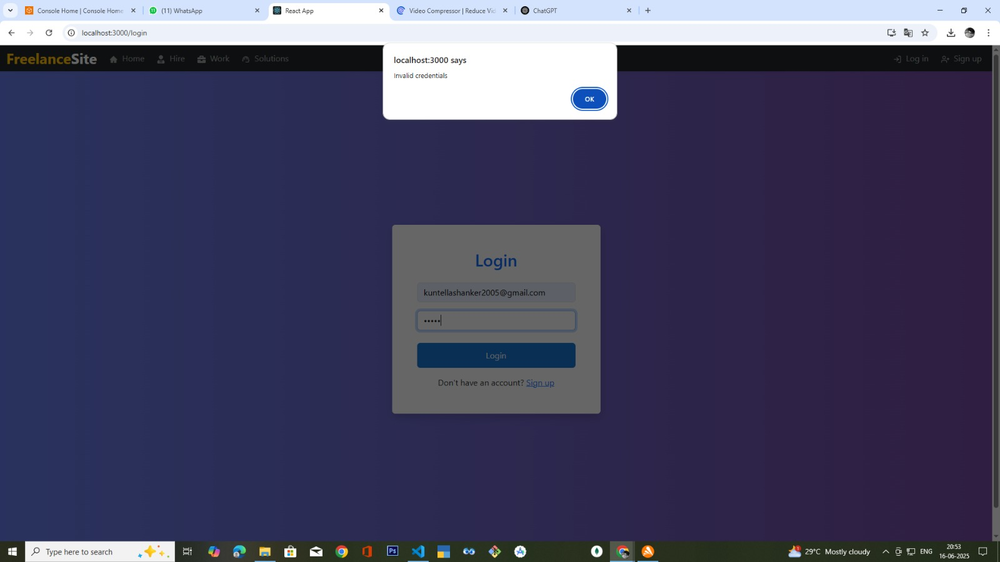 Console Home | Console Home
(11) WhatsApp
React App
Video Compressor | Reduce Vid
ChatGPT
localhost:3000/login
FreelanceSite
Home
Hire
Work
Solutions
Log in
Sign up
localhost:3000 says
Invalid credentials
OK
Login
kuntellashanker2005@gmail.com
•••••
Login
Don't have an account? Sign up
Type here to search
Ps
1
29°C Mostly cloudy
ENG
20:53
16-06-2025